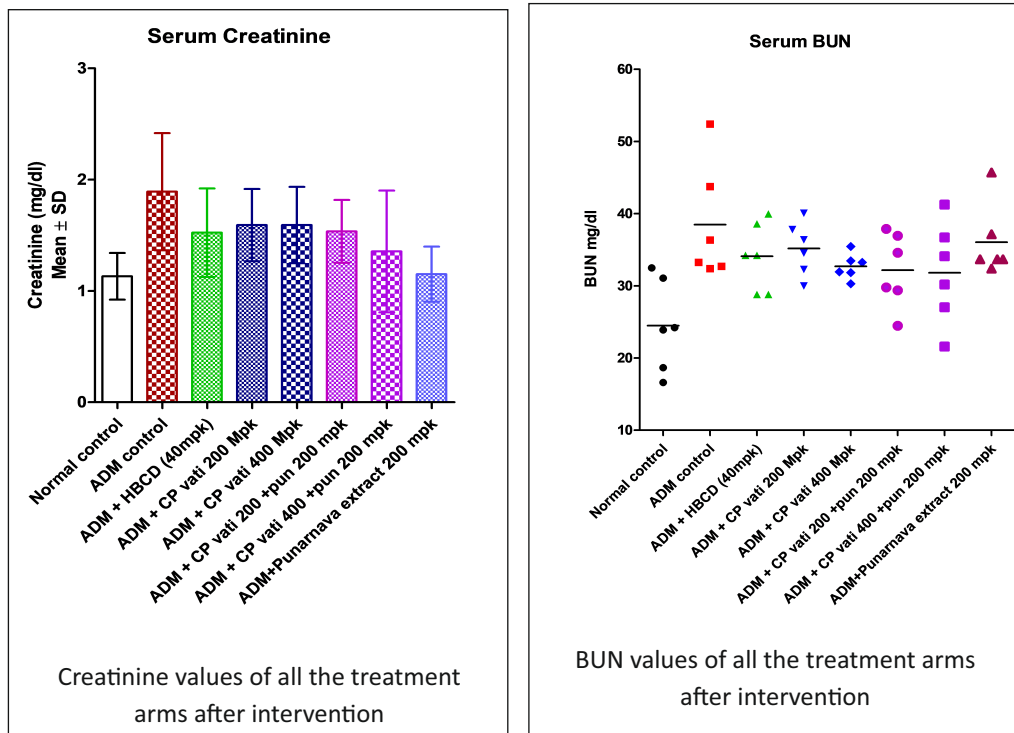 Serum Creatinine
Creatinine (mg/dl)
Mean ± SD
3
2
1
0
Normal control
ADM control
ADM + HBCD (40mpk)
ADM + CP vati 200 Mpk
ADM + CP vati 400 Mpk
ADM + CP vati 200 +pun 200 mpk
ADM + CP vati 400 +pun 200 mpk
ADM+Punarnava extract 200 mpk
Creatinine values of all the treatment
arms after intervention
Serum BUN
BUN mg/dl
60
50
40
30
20
10
Normal control
ADM control
ADM + HBCD (40mpk)
ADM + CP vati 200 Mpk
ADM + CP vati 400 Mpk
ADM + CP vati 200 +pun 200 mpk
ADM + CP vati 400 +pun 200 mpk
ADM+Punarnava extract 200 mpk
BUN values of all the treatment arms
after intervention